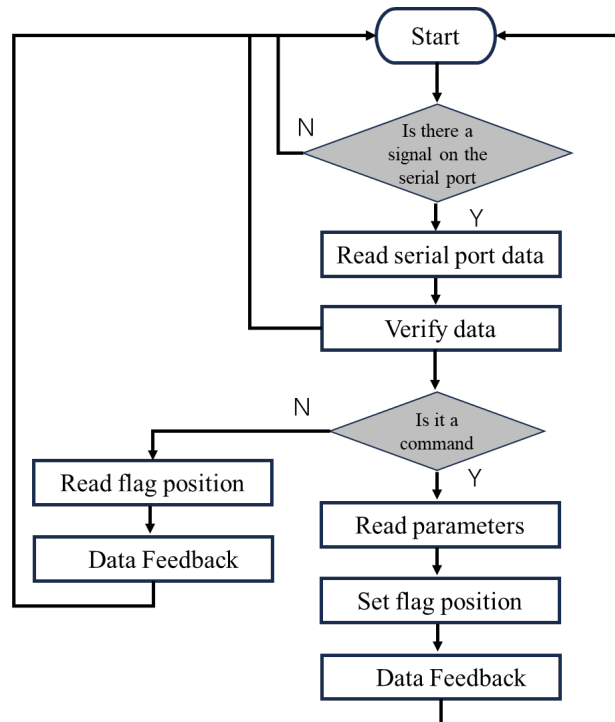 Start
N
Is there a
signal on the
serial port
Y
Read serial port data
Verify data
N
Is it a
command
Y
Read flag position
Read parameters
Data Feedback
Set flag position
Data Feedback